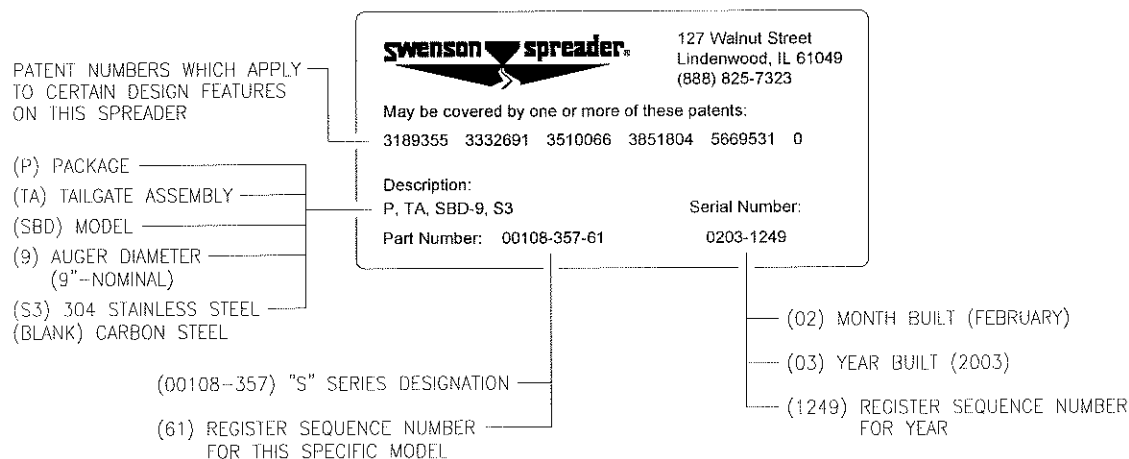 swenson spreader®
127 Walnut Street
Lindenwood, IL 61049
(888) 825-7323
May be covered by one or more of these patents:
3189355 3332691 3510066 3851804 5669531 0
Description:
P, TA, SBD-9, S3
Part Number: 00108-357-61
Serial Number:
0203-1249
PATENT NUMBERS WHICH APPLY
TO CERTAIN DESIGN FEATURES
ON THIS SPREADER
(P) PACKAGE
(TA) TAILGATE ASSEMBLY
(SBD) MODEL
(9) AUGER DIAMETER
(9"-NOMINAL)
(S3) 304 STAINLESS STEEL
(BLANK) CARBON STEEL
(00108-357) "S" SERIES DESIGNATION
(61) REGISTER SEQUENCE NUMBER
FOR THIS SPECIFIC MODEL
(02) MONTH BUILT (FEBRUARY)
(03) YEAR BUILT (2003)
(1249) REGISTER SEQUENCE NUMBER
FOR YEAR